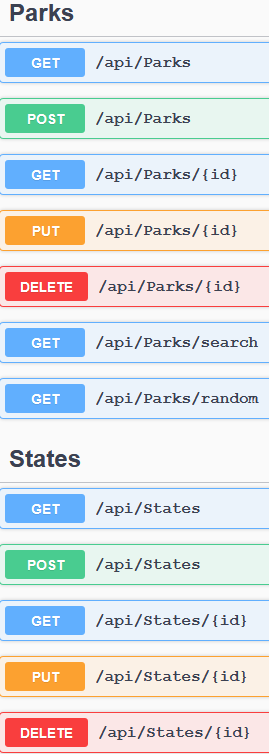 Parks
GET /api/Parks
POST /api/Parks
GET /api/Parks/{id}
PUT /api/Parks/{id}
DELETE /api/Parks/{id}
GET /api/Parks/search
GET /api/Parks/random
States
GET /api/States
POST /api/States
GET /api/States/{id}
PUT /api/States/{id}
DELETE /api/States/{id}